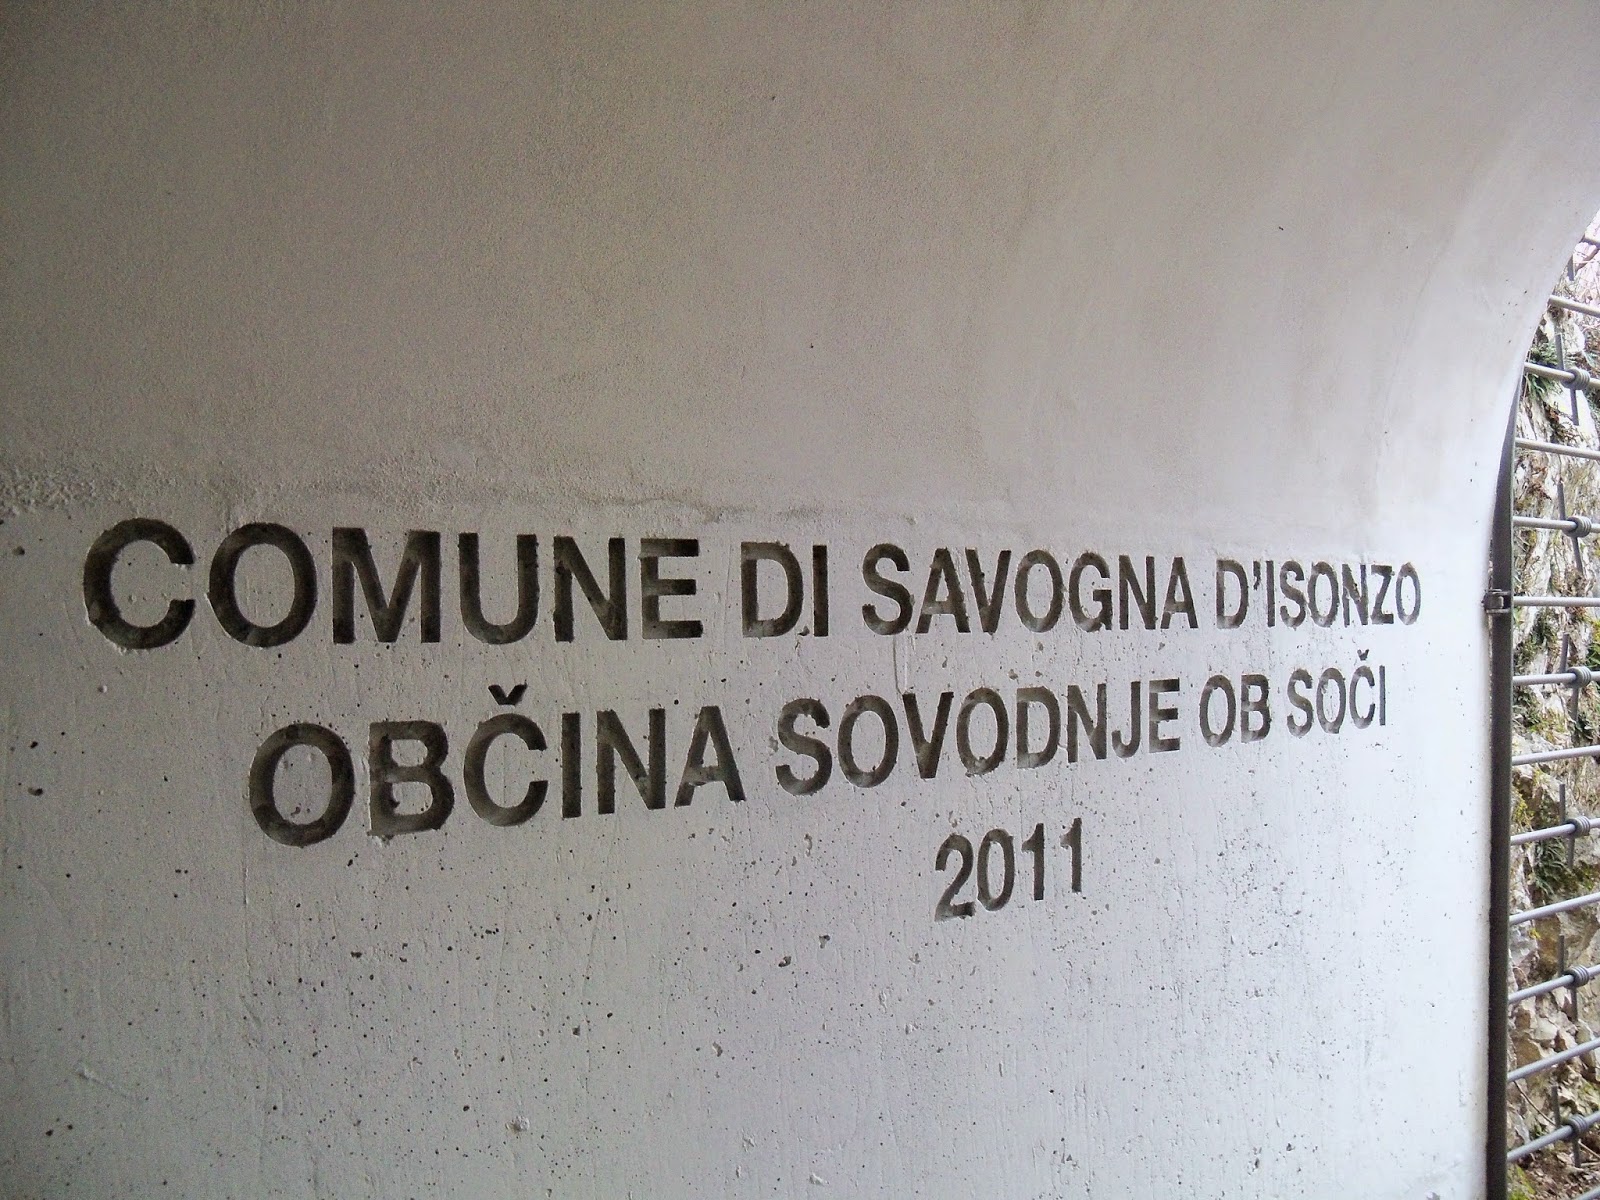 COMUNE DI SAVOGNA D'ISONZO
OBČINA SOVODNJE OB SOČI
2011